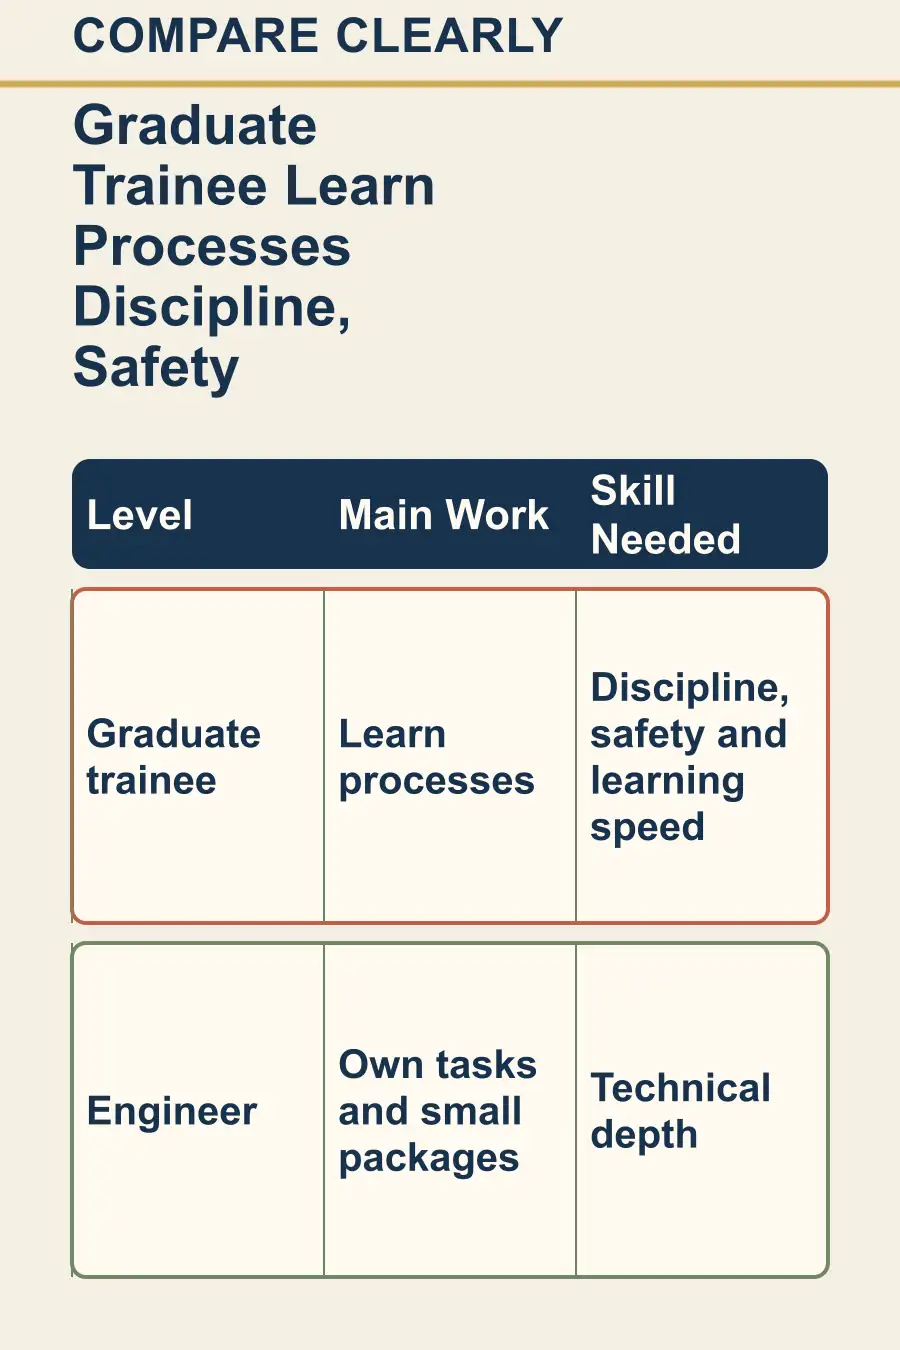 COMPARE CLEARLY
Graduate
Trainee Learn
Processes
Discipline,
Safety
Level
Main Work
Skill
Needed
Graduate
trainee
Learn
processes
Discipline,
safety and
learning
speed
Engineer
Own tasks
and small
packages
Technical
depth